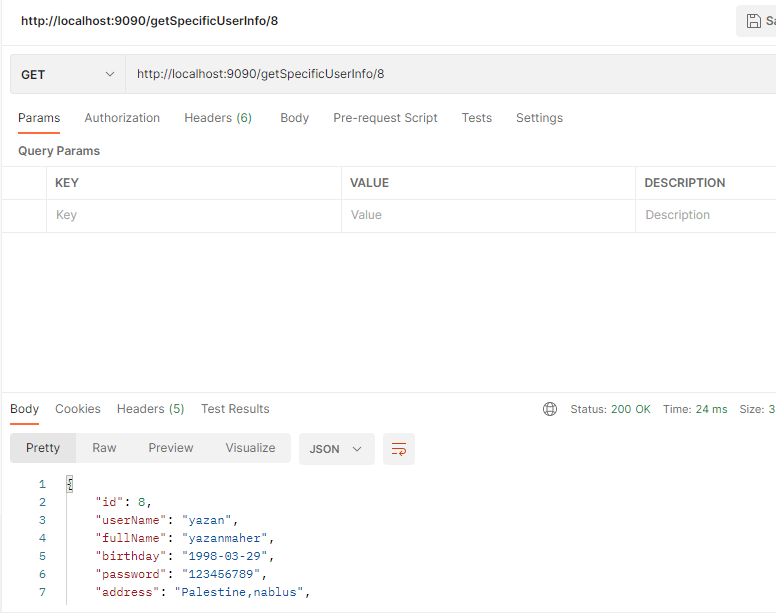 http://localhost:9090/getSpecificUserInfo/8
Sa
GET http://localhost:9090/getSpecificUserInfo/8
Params Authorization Headers (6) Body Pre-request Script Tests Settings
Query Params
KEY VALUE DESCRIPTION
Key Value Description
Body Cookies Headers (5) Test Results Status: 200 OK Time: 24 ms Size: 3
Pretty Raw Preview Visualize JSON
1 {
2 "id": 8,
3 "userName": "yazan",
4 "fullName": "yazanmaher",
5 "birthday": "1998-03-29",
6 "password": "123456789",
7 "address": "Palestine,nablus",